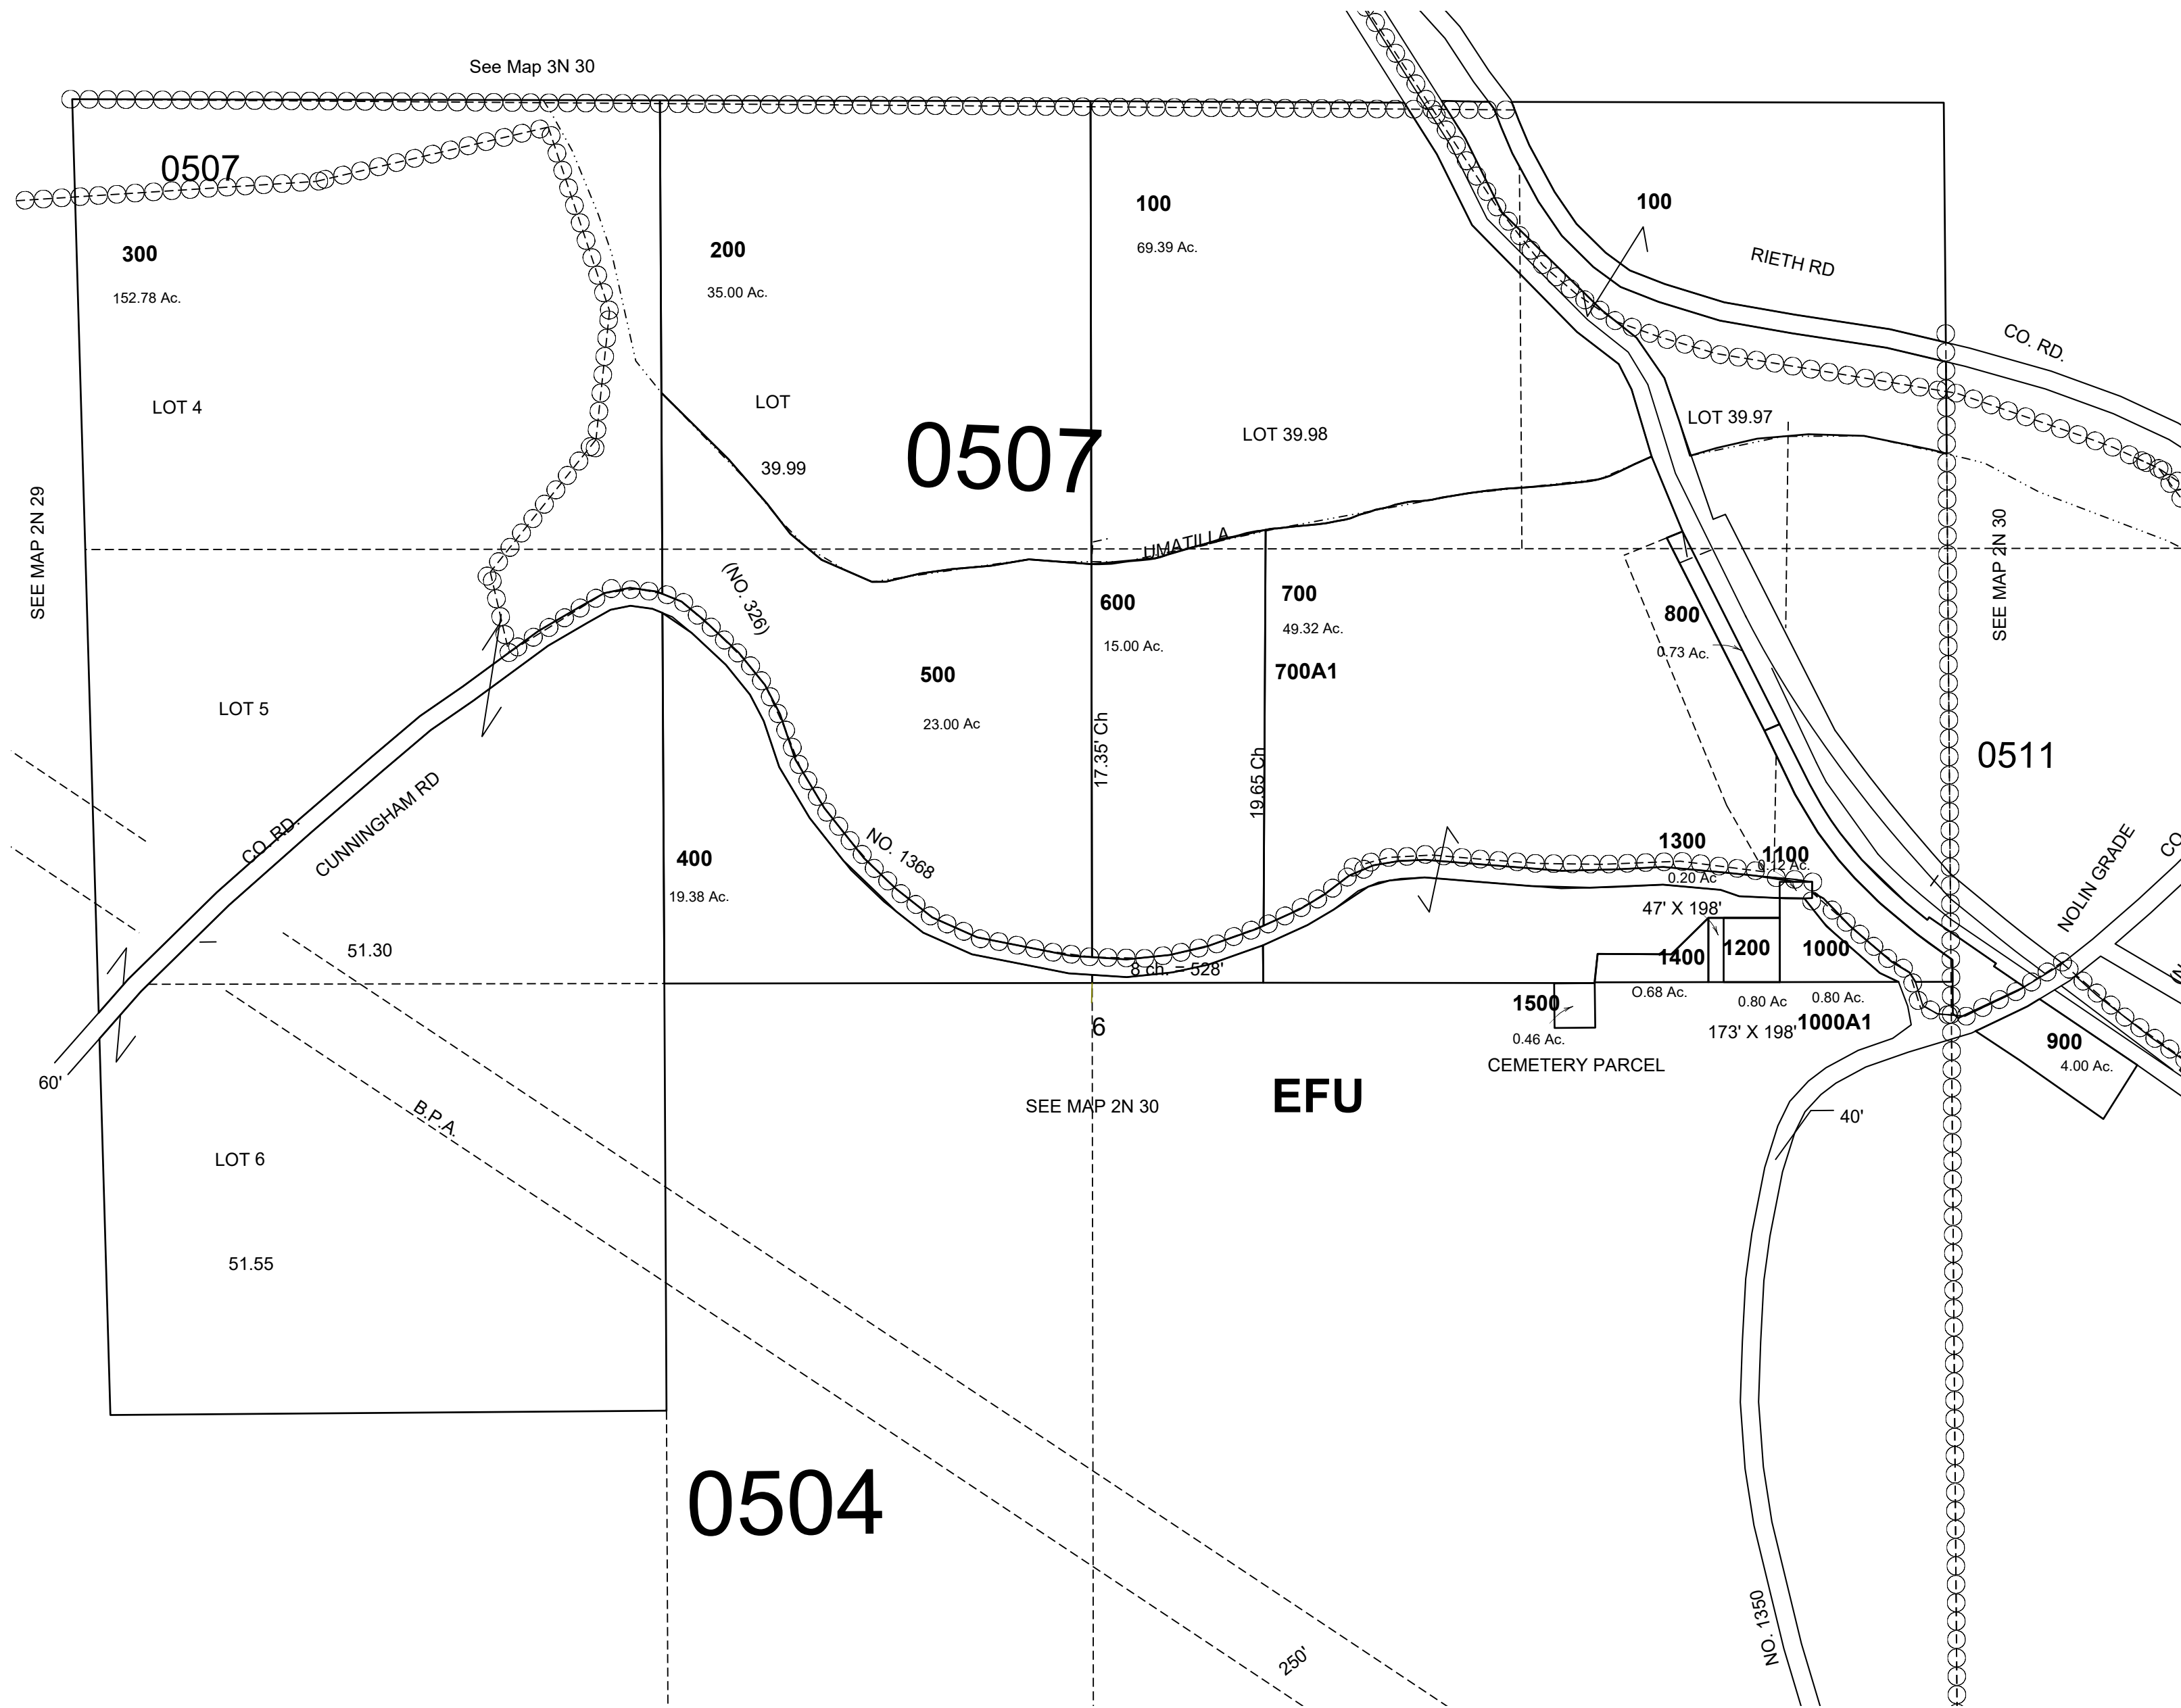 See Map 3N 30
0507
300
152.78 Ac.
200
35.00 Ac.
100
69.39 Ac.
100
RIETH RD
CO. RD.
LOT 4
LOT
39.99
0507
LOT 39.98
LOT 39.97
SEE MAP 2N 29
SEE MAP 2N 30
UMATILLA
(NO. 326)
600
15.00 Ac.
700
49.32 Ac.
700A1
800
0.73 Ac.
500
23.00 Ac
LOT 5
17.35' Ch
19.65 Ch
0511
CO. RD.
CUNNINGHAM RD
NO. 1368
400
19.38 Ac.
1300
0.20 Ac
1100
0.12 Ac.
NOLIN GRADE
CO
47' X 198'
51.30
8 ch. = 528'
1400
1200
1000
1500
0.46 Ac.
O.68 Ac.
0.80 Ac
0.80 Ac.
173' X 198'
1000A1
6
900
4.00 Ac.
CEMETERY PARCEL
60'
SEE MAP 2N 30
EFU
B.P.A.
40'
LOT 6
51.55
0504
250'
NO. 1350